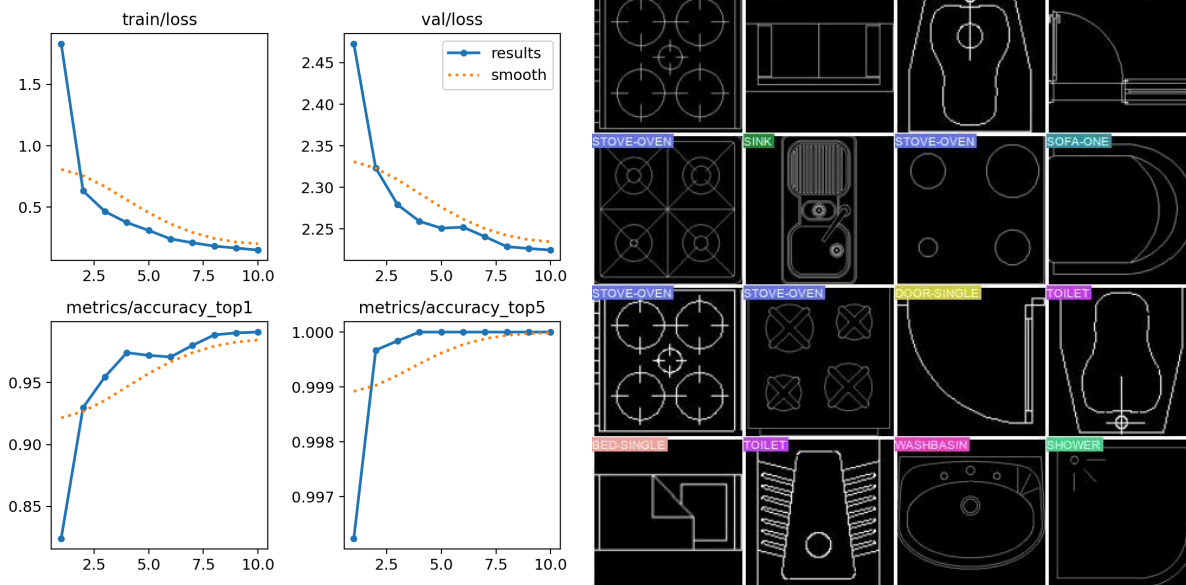 train/loss
1.5
1.0
0.5
2.5
5.0
7.5
10.0
val/loss
results
smooth
2.45
2.40
2.35
2.30
2.25
2.5
5.0
7.5
10.0
metrics/accuracy_top1
0.95
0.90
0.85
2.5
5.0
7.5
10.0
metrics/accuracy_top5
1.000
0.999
0.998
0.997
2.5
5.0
7.5
10.0
STOVE-OVEN
SINK
STOVE-OVEN
SOFA-ONE
STOVE-OVEN
STOVE-OVEN
DOOR-SINGLE
TOILET
BED-SINGLE
TOILET
WASHBASIN
SHOWER